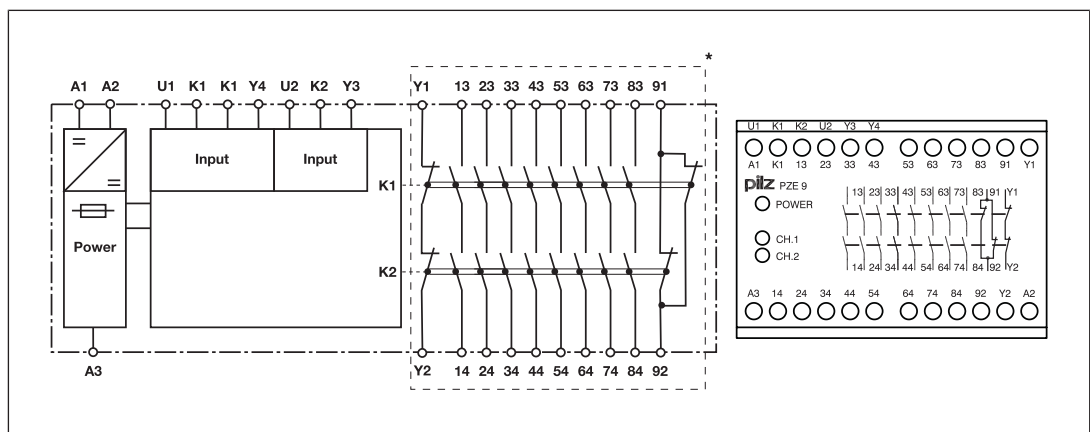 *
A1 A2 U1 K1 K1 Y4 U2 K2 Y3 Y1 13 23 33 43 53 63 73 83 91
Input Input
K1
Power
K2
A3 Y2 14 24 34 44 54 64 74 84 92
U1 K1 K2 U2 Y3 Y4
A1 K1 13 23 33 43 53 63 73 83 91 Y1
pilz PZE 9
POWER
CH.1
CH.2
13 23 33 43 53 63 73 83 91 Y1
14 24 34 44 54 64 74 84 92 Y2
A3 14 24 34 44 54 64 74 84 92 Y2 A2